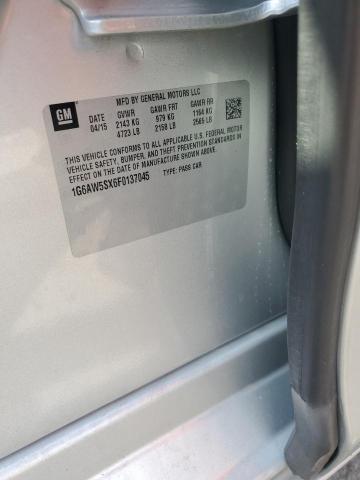 GM
MFD BY GENERAL MOTORS LLC
DATE GVWR GAWR FRT GAWR RR
04/15 2143 KG 979 KG 1164 KG
4723 LB 2158 LB 2565 LB
THIS VEHICLE CONFORMS TO ALL APPLICABLE U.S. FEDERAL MOTOR
VEHICLE SAFETY, BUMPER, AND THEFT PREVENTION STANDARDS IN
EFFECT ON THE DATE OF MANUFACTURE SHOWN ABOVE.
1G6AW5SX6F0137045 TYPE: PASS CAR